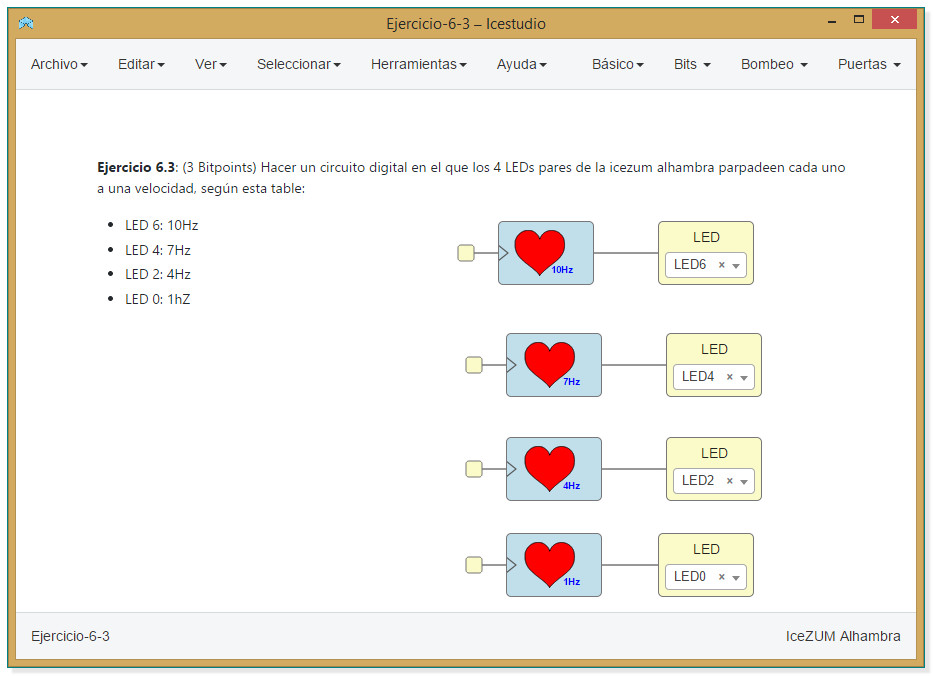 Ejercicio-6-3 – Icestudio
Archivo Editar Ver Seleccionar Herramientas Ayuda Básico Bits Bombeo Puertas
Ejercicio 6.3: (3 Bitpoints) Hacer un circuito digital en el que los 4 LEDs pares de la icezum alhambra parpadeen cada uno
a una velocidad, según esta table:
LED 6: 10Hz
LED 4: 7Hz
LED 2: 4Hz
LED 0: 1hZ
10Hz
LED
LED6 ×
7Hz
LED
LED4 ×
4Hz
LED
LED2 ×
1Hz
LED
LED0 ×
Ejercicio-6-3
IceZUM Alhambra